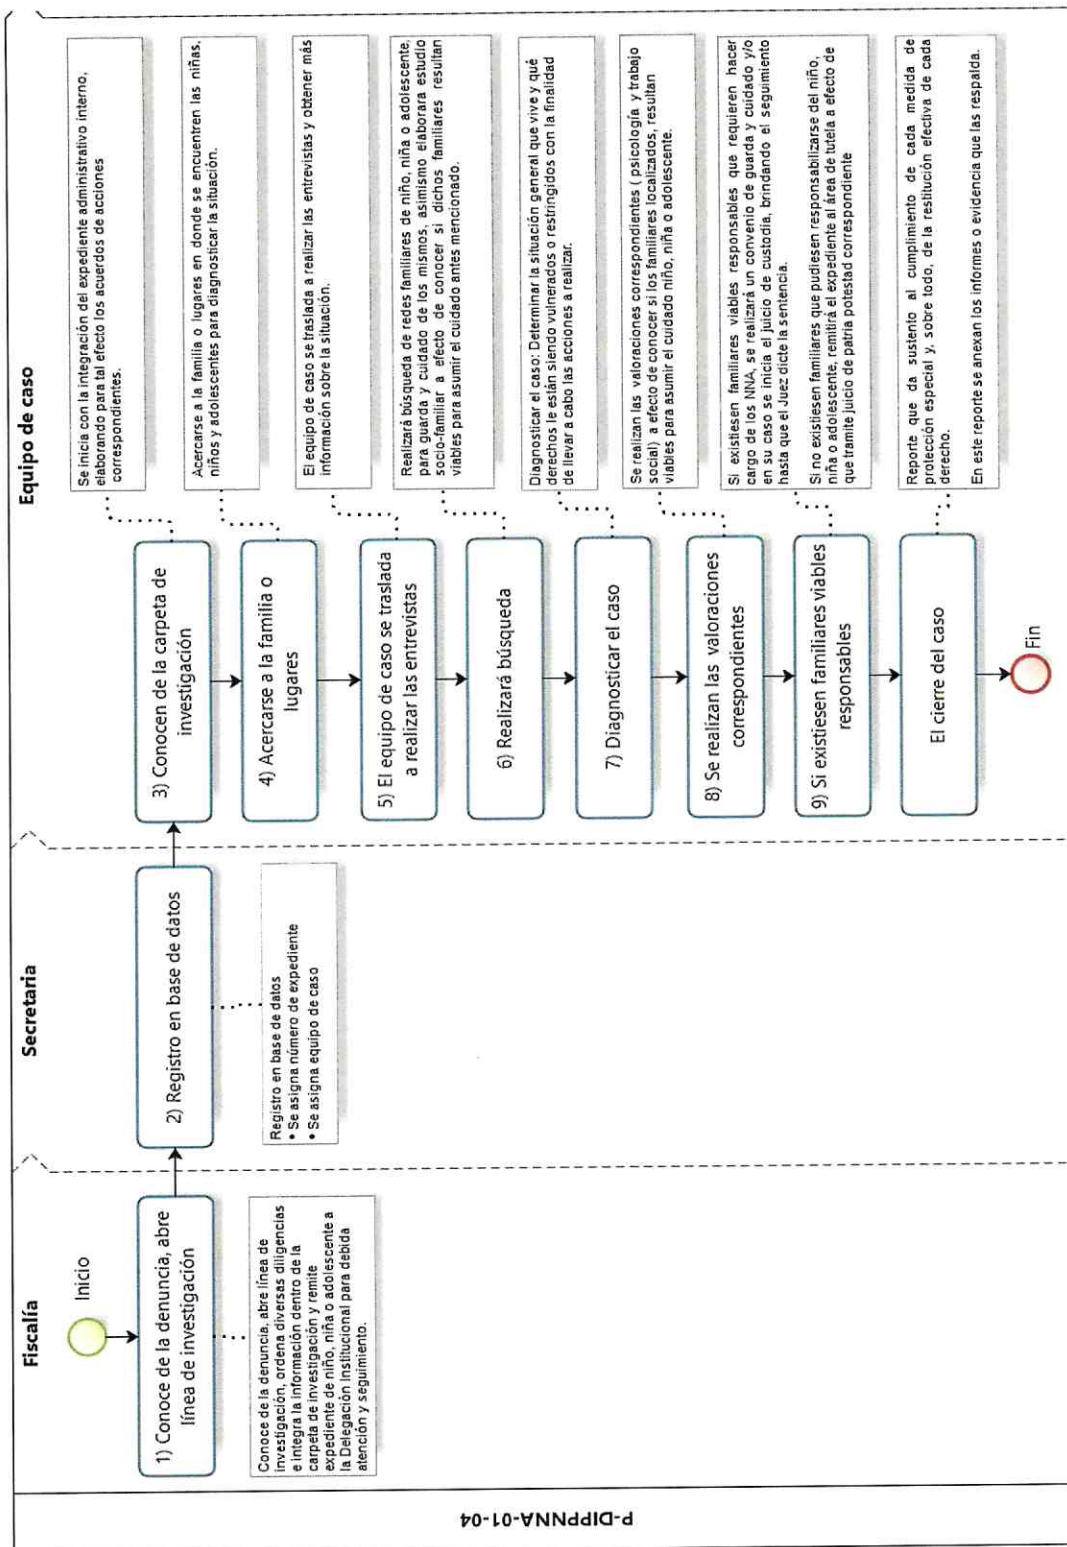 P-DIPPNNA-01-04
Fiscalía
Inicio
1) Conoce de la denuncia, abre
línea de investigación
Conoce de la denuncia, abre línea de
investigación, ordena diversas diligencias
e integra la información dentro de la
carpeta de investigación y remite
expediente de niño, niña o adolescente a
la Delegación Institucional para debida
atención y seguimiento.
Secretaria
2) Registro en base de datos
Registro en base de datos
• Se asigna número de expediente
• Se asigna equipo de caso
Equipo de caso
3) Conocen de la carpeta de
investigación
Se inicia con la integración del expediente administrativo interno,
elaborando para tal efecto los acuerdos de acciones
correspondientes.
4) Acercarse a la familia o
lugares
Acercarse a la familia o lugares en donde se encuentren las niñas,
niños y adolescentes para diagnosticar la situación.
5) El equipo de caso se traslada
a realizar las entrevistas
El equipo de caso se traslada a realizar las entrevistas y obtener más
información sobre la situación.
6) Realizará búsqueda
Realizará búsqueda de redes familiares de niño, niña o adolescente,
para guarda y cuidado de los mismos, asimismo elaborara estudio
socio-familiar a efecto de conocer si dichos familiares resultan
viables para asumir el cuidado antes mencionado.
7) Diagnosticar el caso
Diagnosticar el caso: Determinar la situación general que vive y qué
derechos le están siendo vulnerados o restringidos con la finalidad
de llevar a cabo las acciones a realizar.
8) Se realizan las valoraciones
correspondientes
Se realizan las valoraciones correspondientes ( psicología y trabajo
social) a efecto de conocer si los familiares localizados, resultan
viables para asumir el cuidado niño, niña o adolescente.
9) Si existiesen familiares viables
responsables
Si existiesen familiares viables responsables que requieren hacer
cargo de los NNA, se realizará un convenio de guarda y cuidado y/o
en su caso se inicia el juicio de custodia, brindando el seguimiento
hasta que el Juez dicte la sentencia.
Si no existiesen familiares que pudiesen responsabilizarse del niño,
niña o adolescente, remitirá el expediente al área de tutela a efecto de
que tramite juicio de patria potestad correspondiente
El cierre del caso
Reporte que da sustento al cumplimiento de cada medida de
protección especial y, sobre todo, de la restitución efectiva de cada
derecho.
En este reporte se anexan los informes o evidencia que las respalda.
Fin